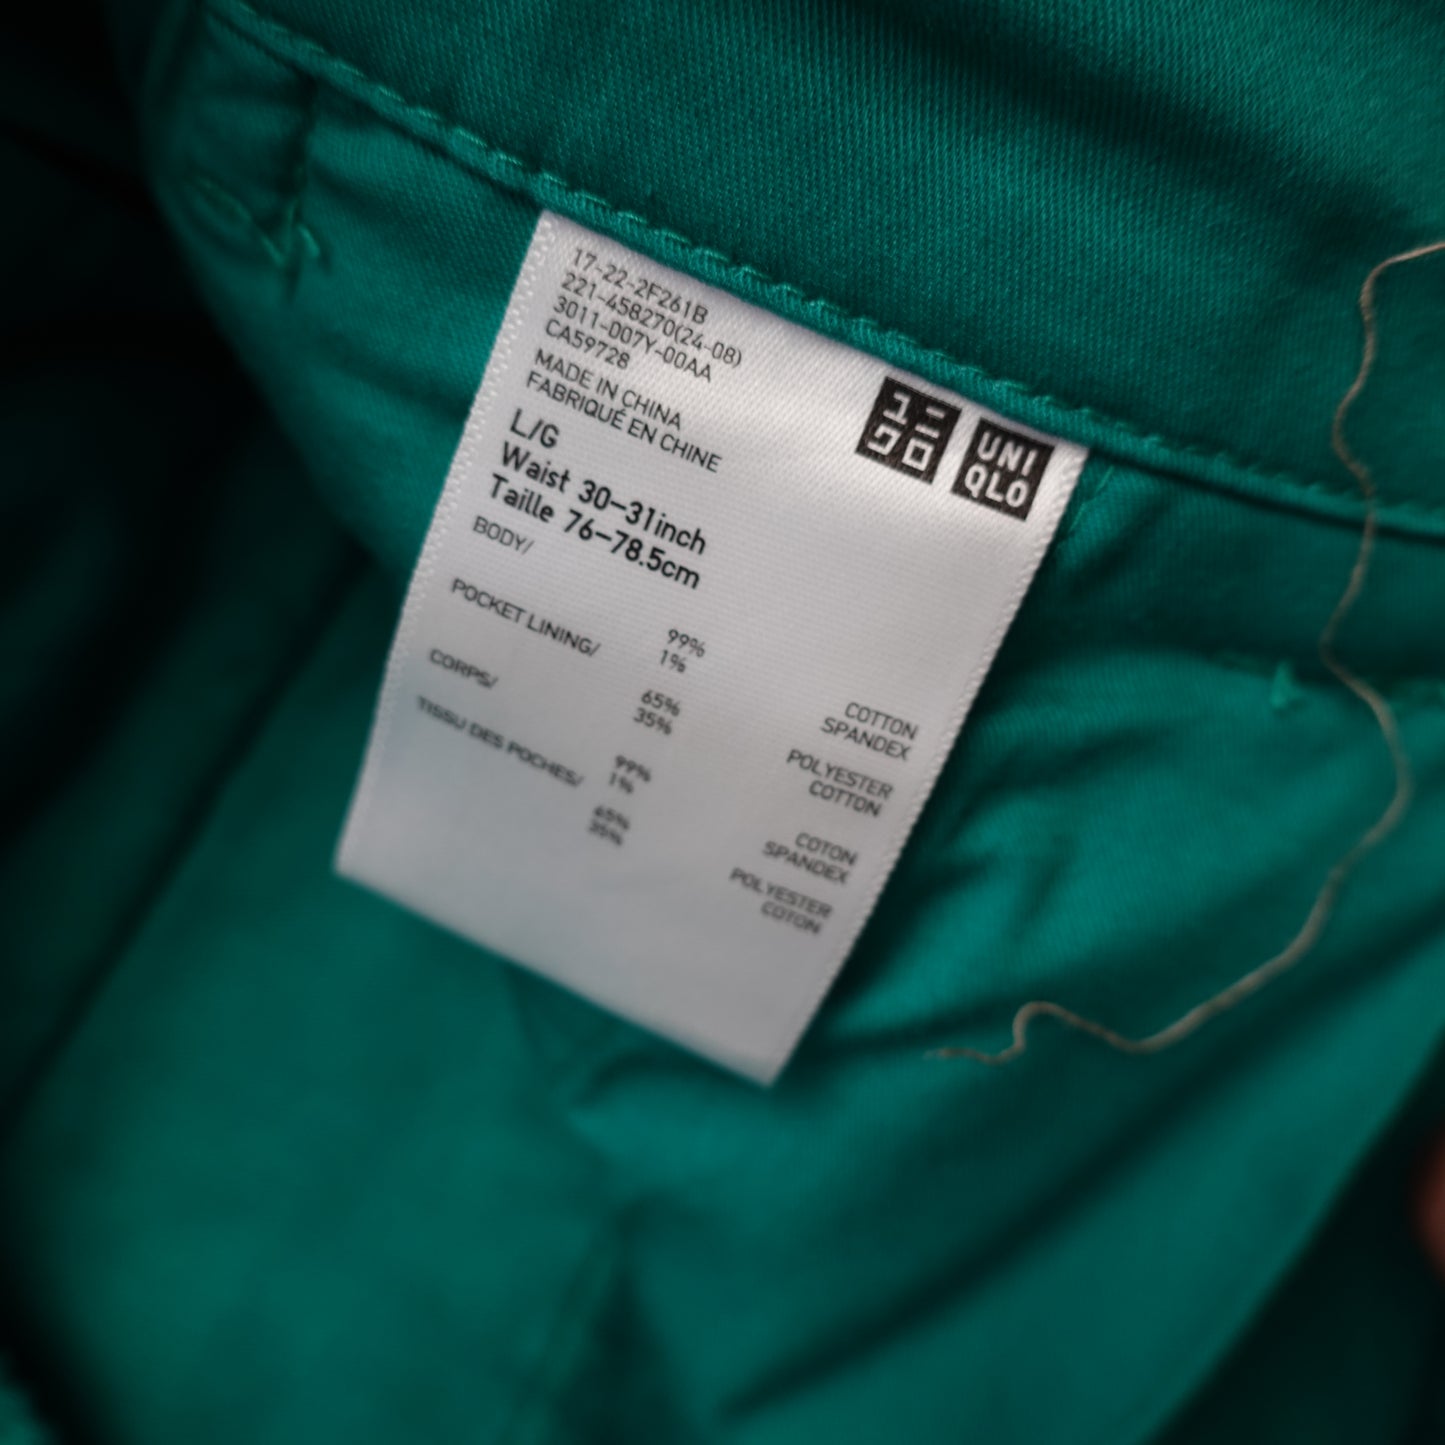 17-22-2F261B
221-458270(24-08)
3011-007Y-00AA
CA59728
MADE IN CHINA
FABRIQUÉ EN CHINE
L/G
Waist 30–31inch
Taille 76–78.5cm
ユニ
クロ
UNI
QLO
BODY/
99% COTTON
1% SPANDEX
POCKET LINING/
65% POLYESTER
35% COTTON
CORPS/
99% COTON
1% SPANDEX
TISSU DES POCHES/
65% POLYESTER
35% COTON